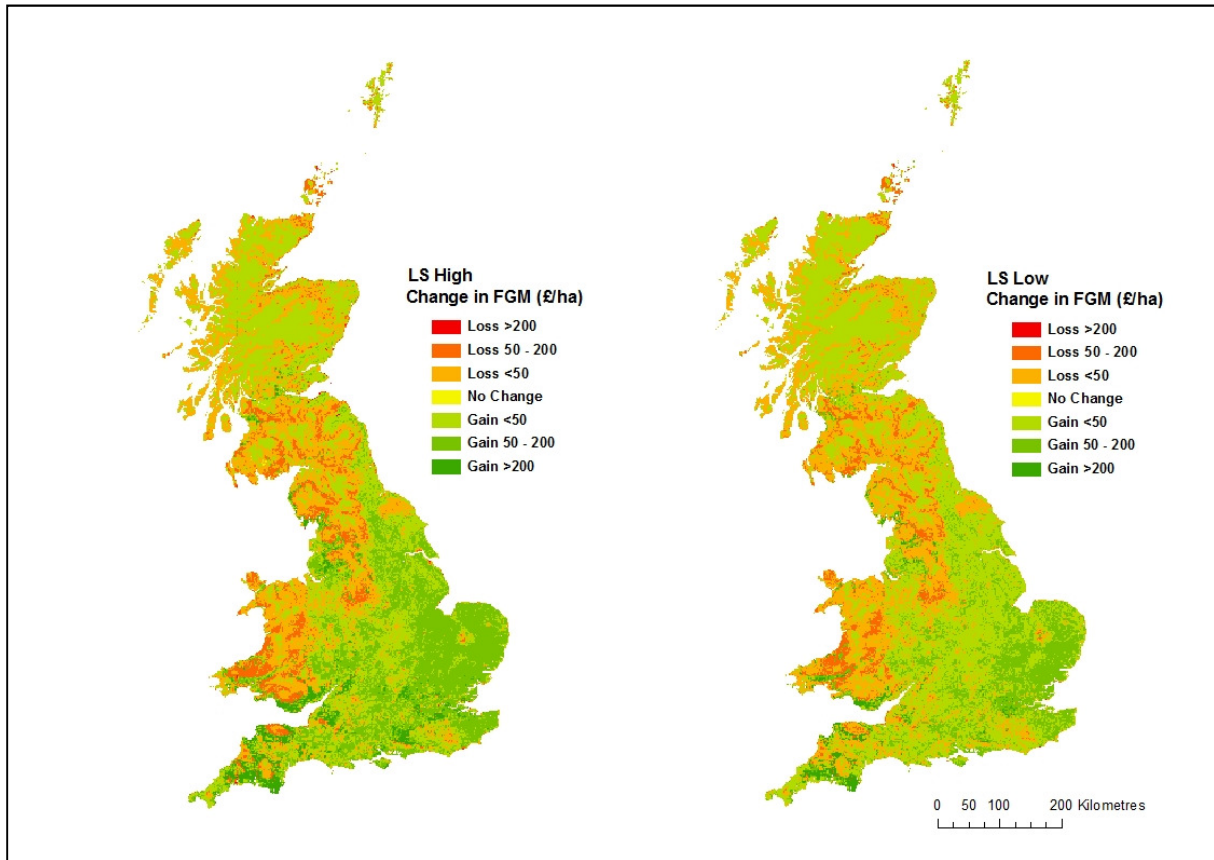 LS High
Change in FGM (£/ha)
Loss >200
Loss 50 - 200
Loss <50
No Change
Gain <50
Gain 50 - 200
Gain >200
LS Low
Change in FGM (£/ha)
Loss >200
Loss 50 - 200
Loss <50
No Change
Gain <50
Gain 50 - 200
Gain >200
0 50 100 200 Kilometres